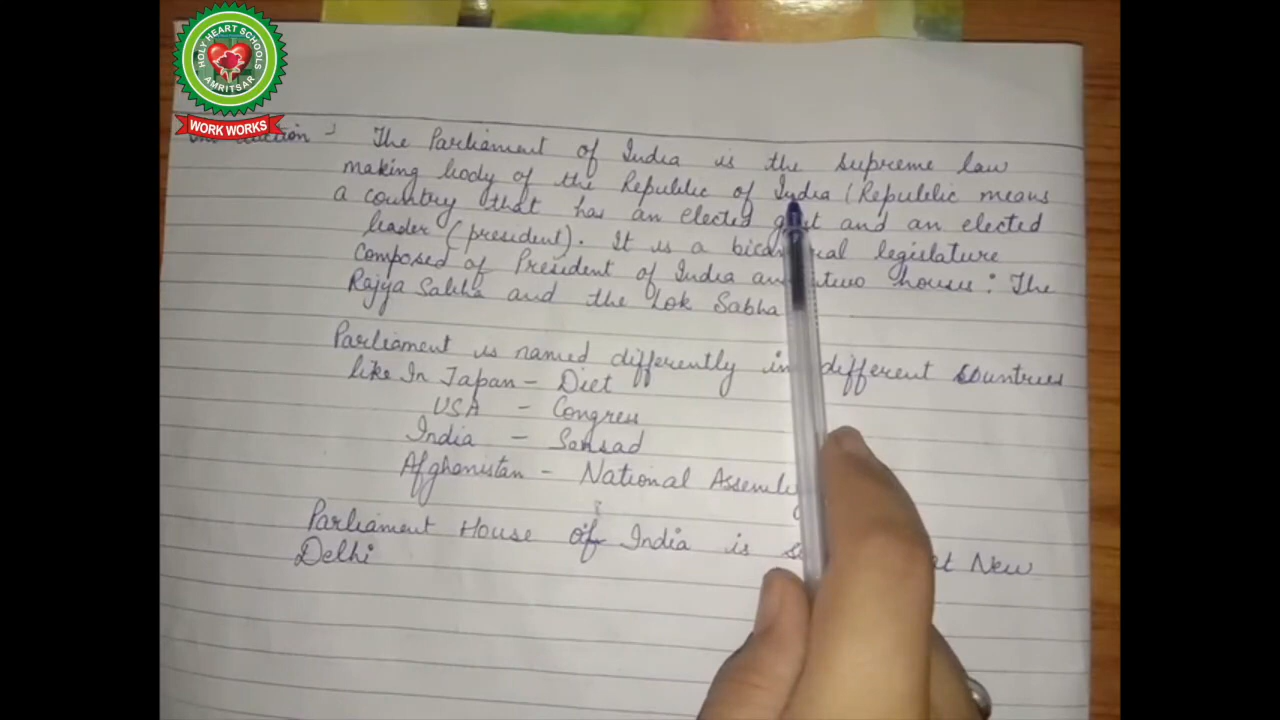 HOLY HEART SCHOOLS
AMRITSAR
WORK WORKS
The Parliament of India is the supreme law
making body of the Republic of India (Republic means
a country that has an elected and an elected
leader (president). It is a legislature
composed of President of India two houses: The
Rajya Sabha and the Lok Sabha
Parliament is named differently in different countries
like In Japan - Diet
USA - Congress
India - Sansad
Afghanistan - National Assembly
Parliament House of India is at New
Delhi